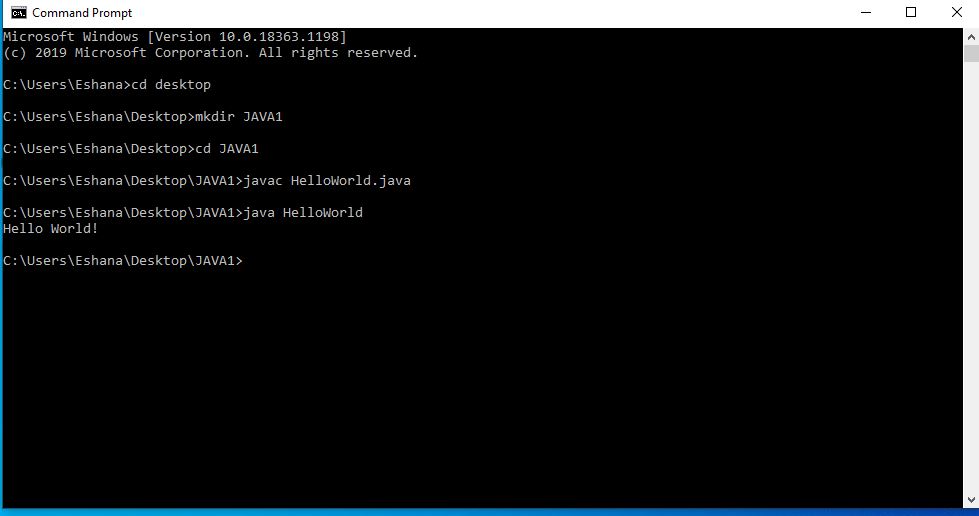 Command Prompt
Microsoft Windows [Version 10.0.18363.1198]
(c) 2019 Microsoft Corporation. All rights reserved.
C:\Users\Eshana>cd desktop
C:\Users\Eshana\Desktop>mkdir JAVA1
C:\Users\Eshana\Desktop>cd JAVA1
C:\Users\Eshana\Desktop\JAVA1>javac HelloWorld.java
C:\Users\Eshana\Desktop\JAVA1>java HelloWorld
Hello World!
C:\Users\Eshana\Desktop\JAVA1>